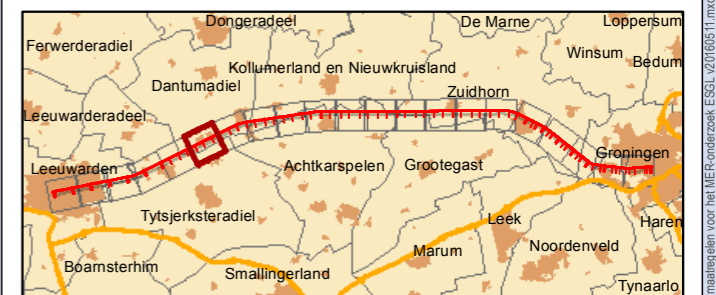 Dongeradeel
De Marne
Loppersum
Ferwerderadiel
Winsum
Bedum
Kollumerland en Nieuwkruisland
Dantumadiel
Zuidhorn
Leeuwarderadeel
Groningen
Leeuwarden
Achtkarspelen
Grootegast
Tytsjerksteradiel
Leek
Haren
Noordenveld
Marum
Boarnsterhim
Smallingerland
Tynaarlo
maatregelen voor het MER-onderzoek ESGL v20160511.mxd